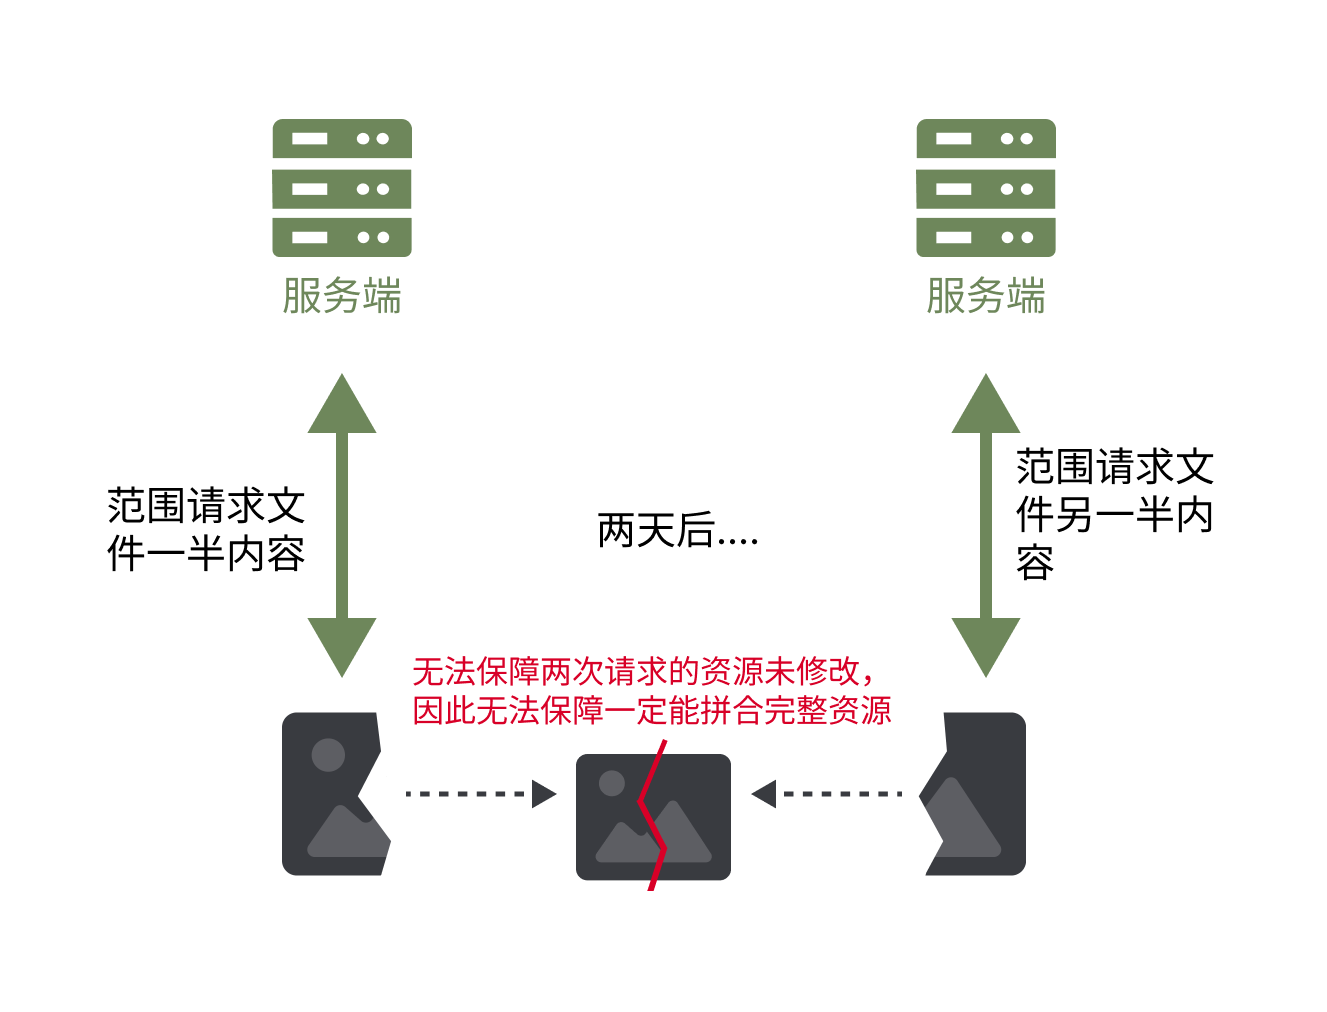 服务端
服务端
范围请求文
件一半内容
两天后....
范围请求文
件另一半内
容
无法保障两次请求的资源未修改，
因此无法保障一定能拼合完整资源